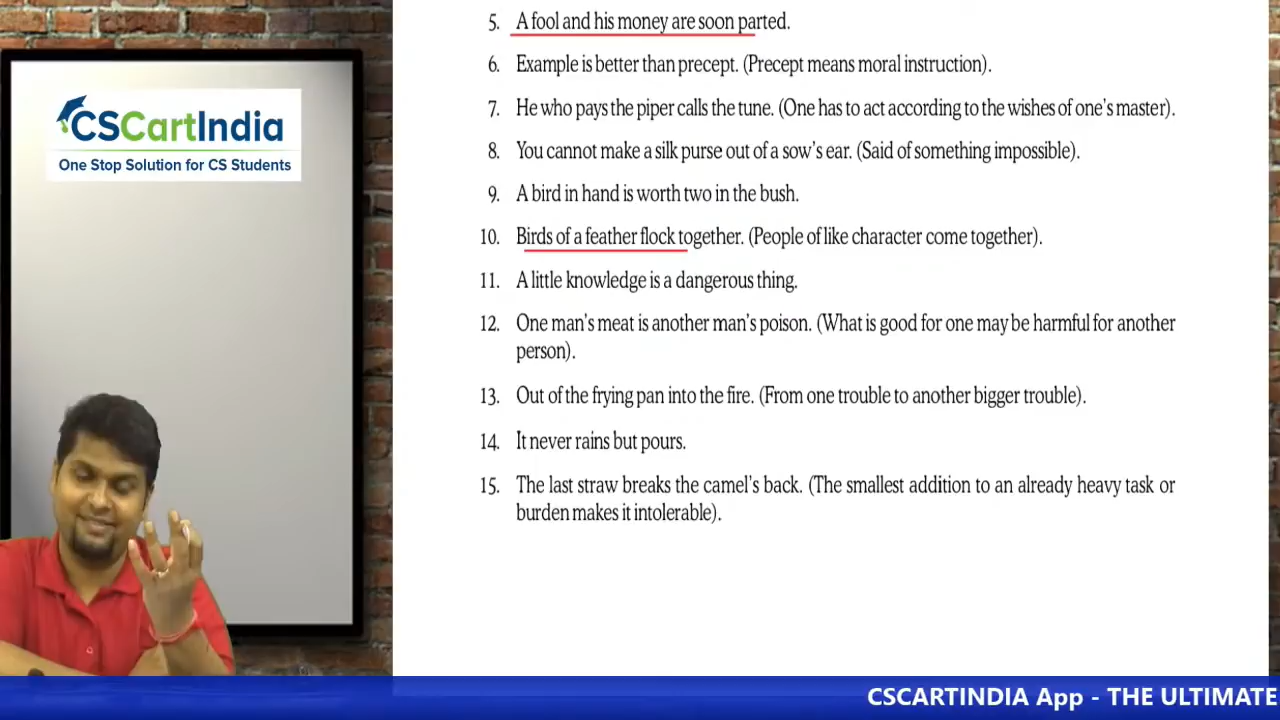 5. A fool and his money are soon parted.
6. Example is better than precept. (Precept means moral instruction).
7. He who pays the piper calls the tune. (One has to act according to the wishes of one's master).
8. You cannot make a silk purse out of a sow's ear. (Said of something impossible).
9. A bird in hand is worth two in the bush.
10. Birds of a feather flock together. (People of like character come together).
11. A little knowledge is a dangerous thing.
12. One man's meat is another man's poison. (What is good for one may be harmful for another
person).
13. Out of the frying pan into the fire. (From one trouble to another bigger trouble).
14. It never rains but pours.
15. The last straw breaks the camel's back. (The smallest addition to an already heavy task or
burden makes it intolerable).
CSCartIndia
One Stop Solution for CS Students
CSCARTINDIA App - THE ULTIMATE